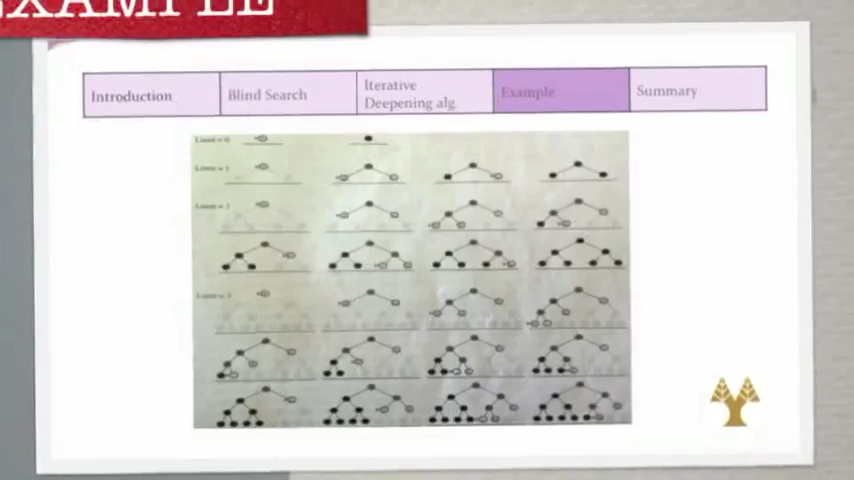 EXAMPLE
Introduction
Blind Search
Iterative
Deepening alg.
Example
Summary
Limit = 0
Limit = 1
Limit = 2
Limit = 3